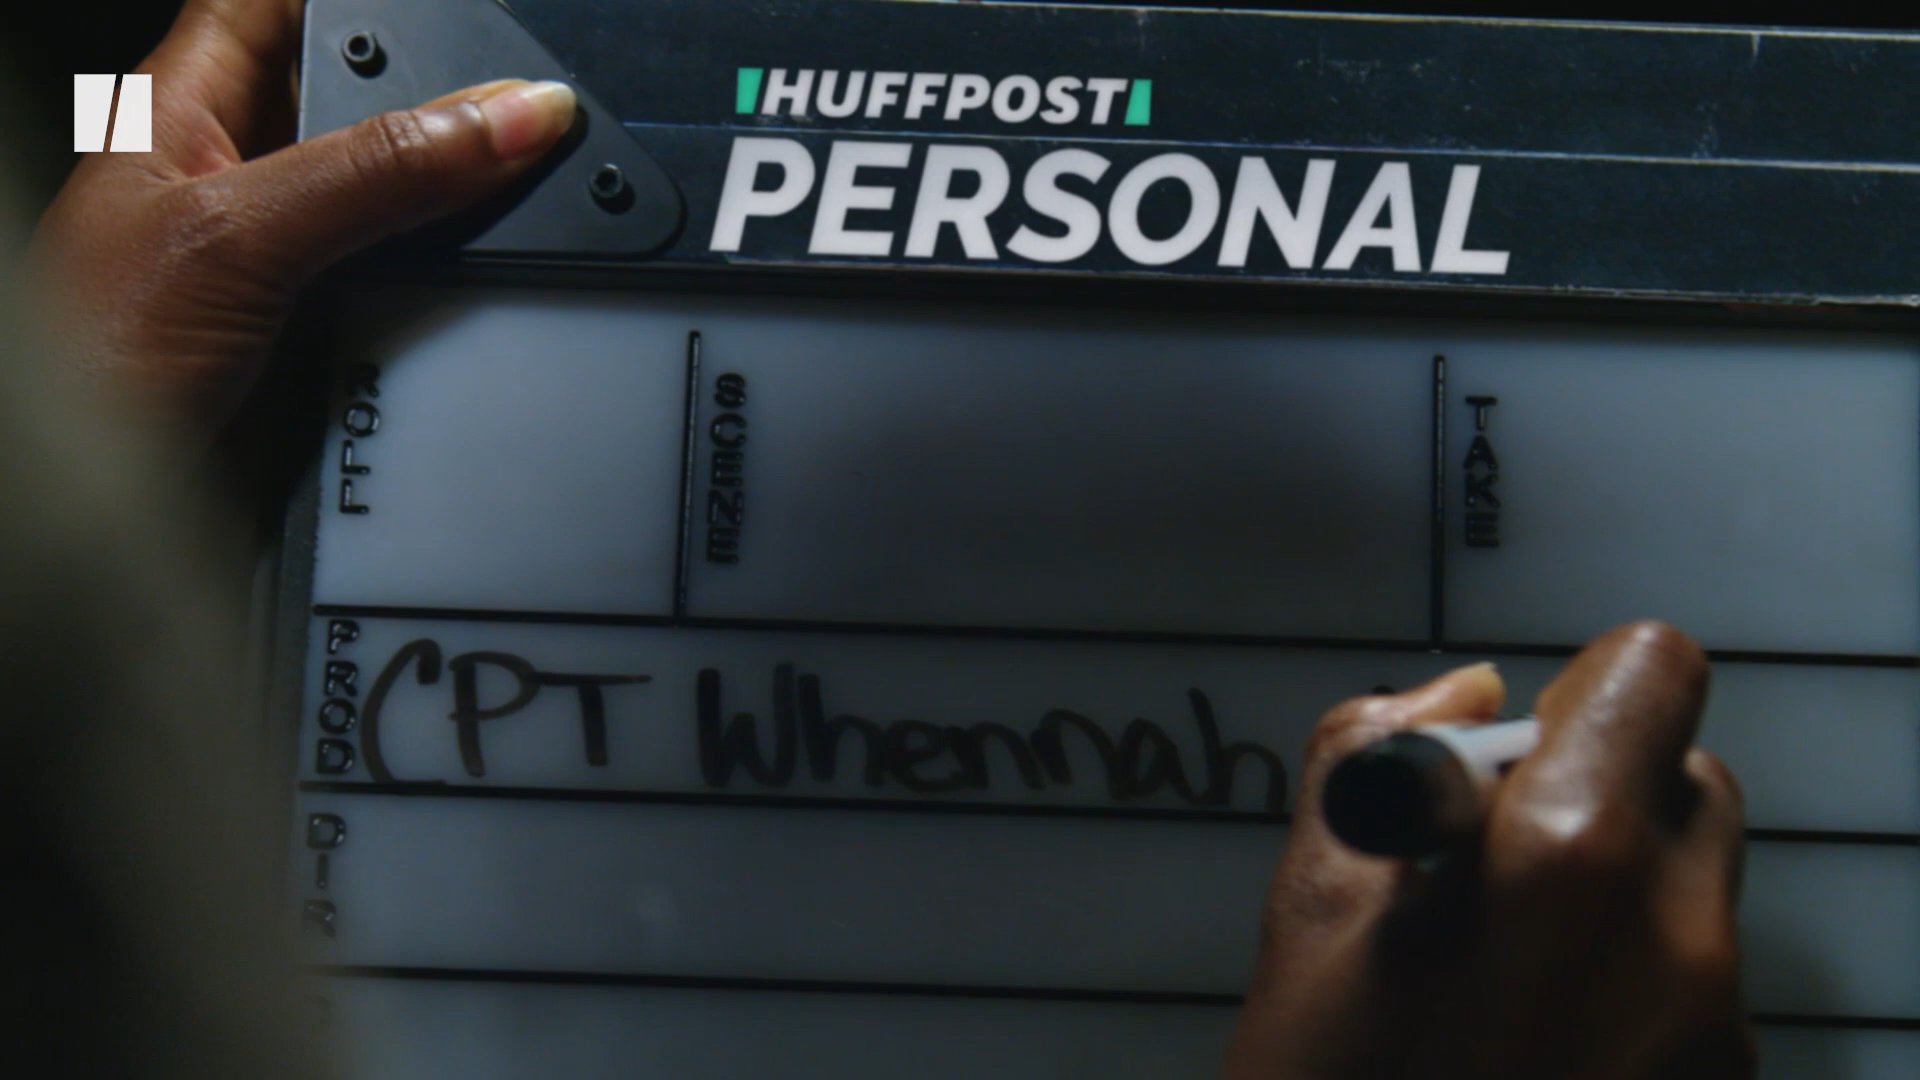 HUFFPOST
PERSONAL
ROLL
SCENE
TAKE
PROD
CPT Whennah
DIR